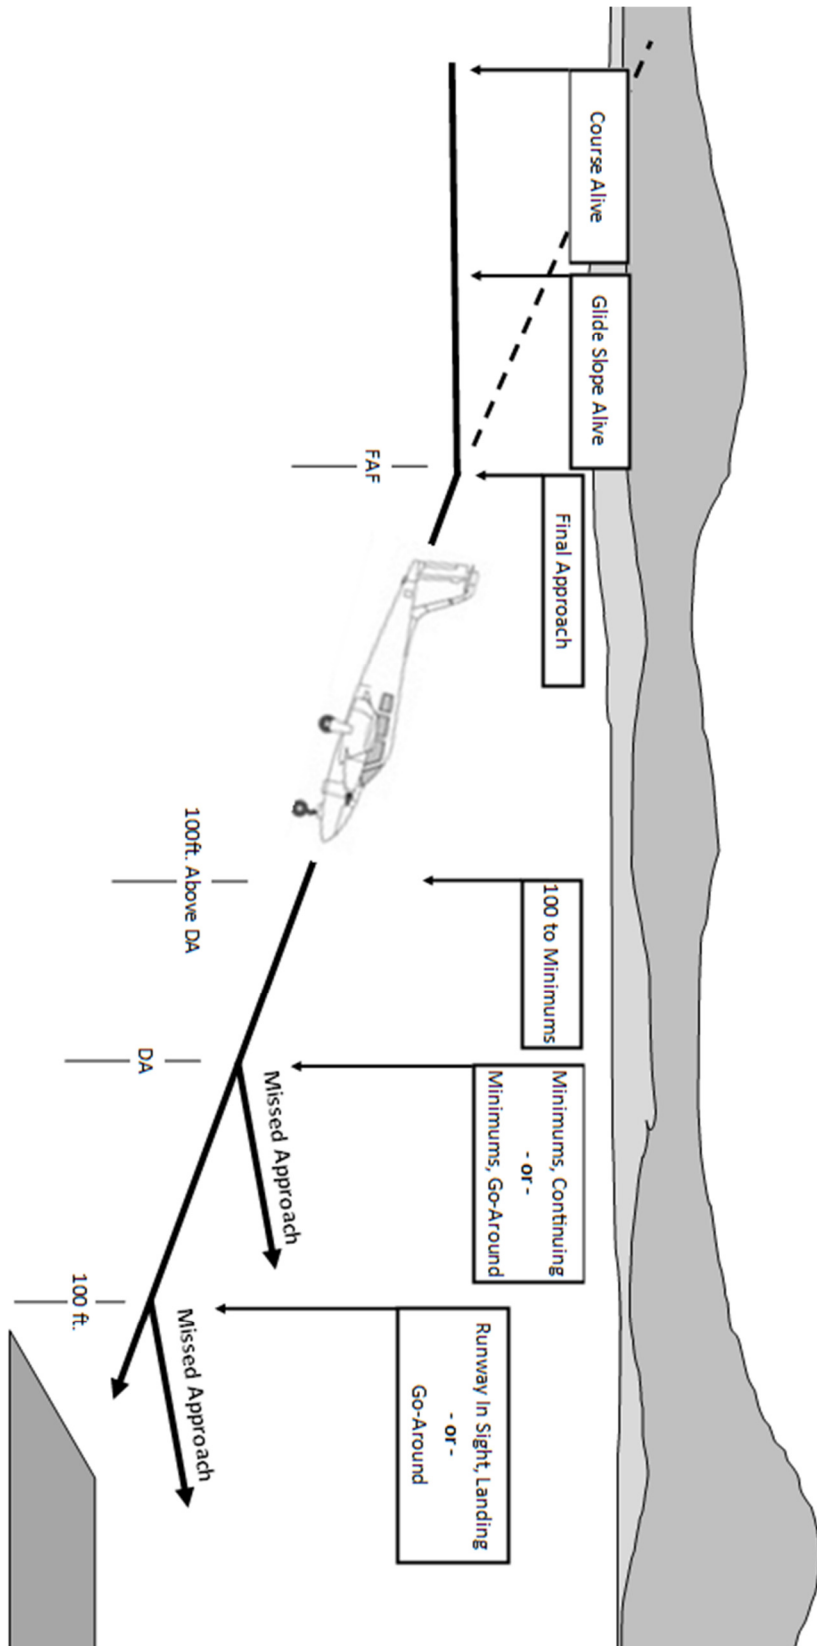 Course Alive
Glide Slope Alive
Final Approach
100 to Minimums
Minimums, Continuing
- or -
Minimums, Go-Around
Runway In Sight, Landing
- or -
Go-Around
FAF
100ft. Above DA
DA
Missed Approach
100 ft.
Missed Approach